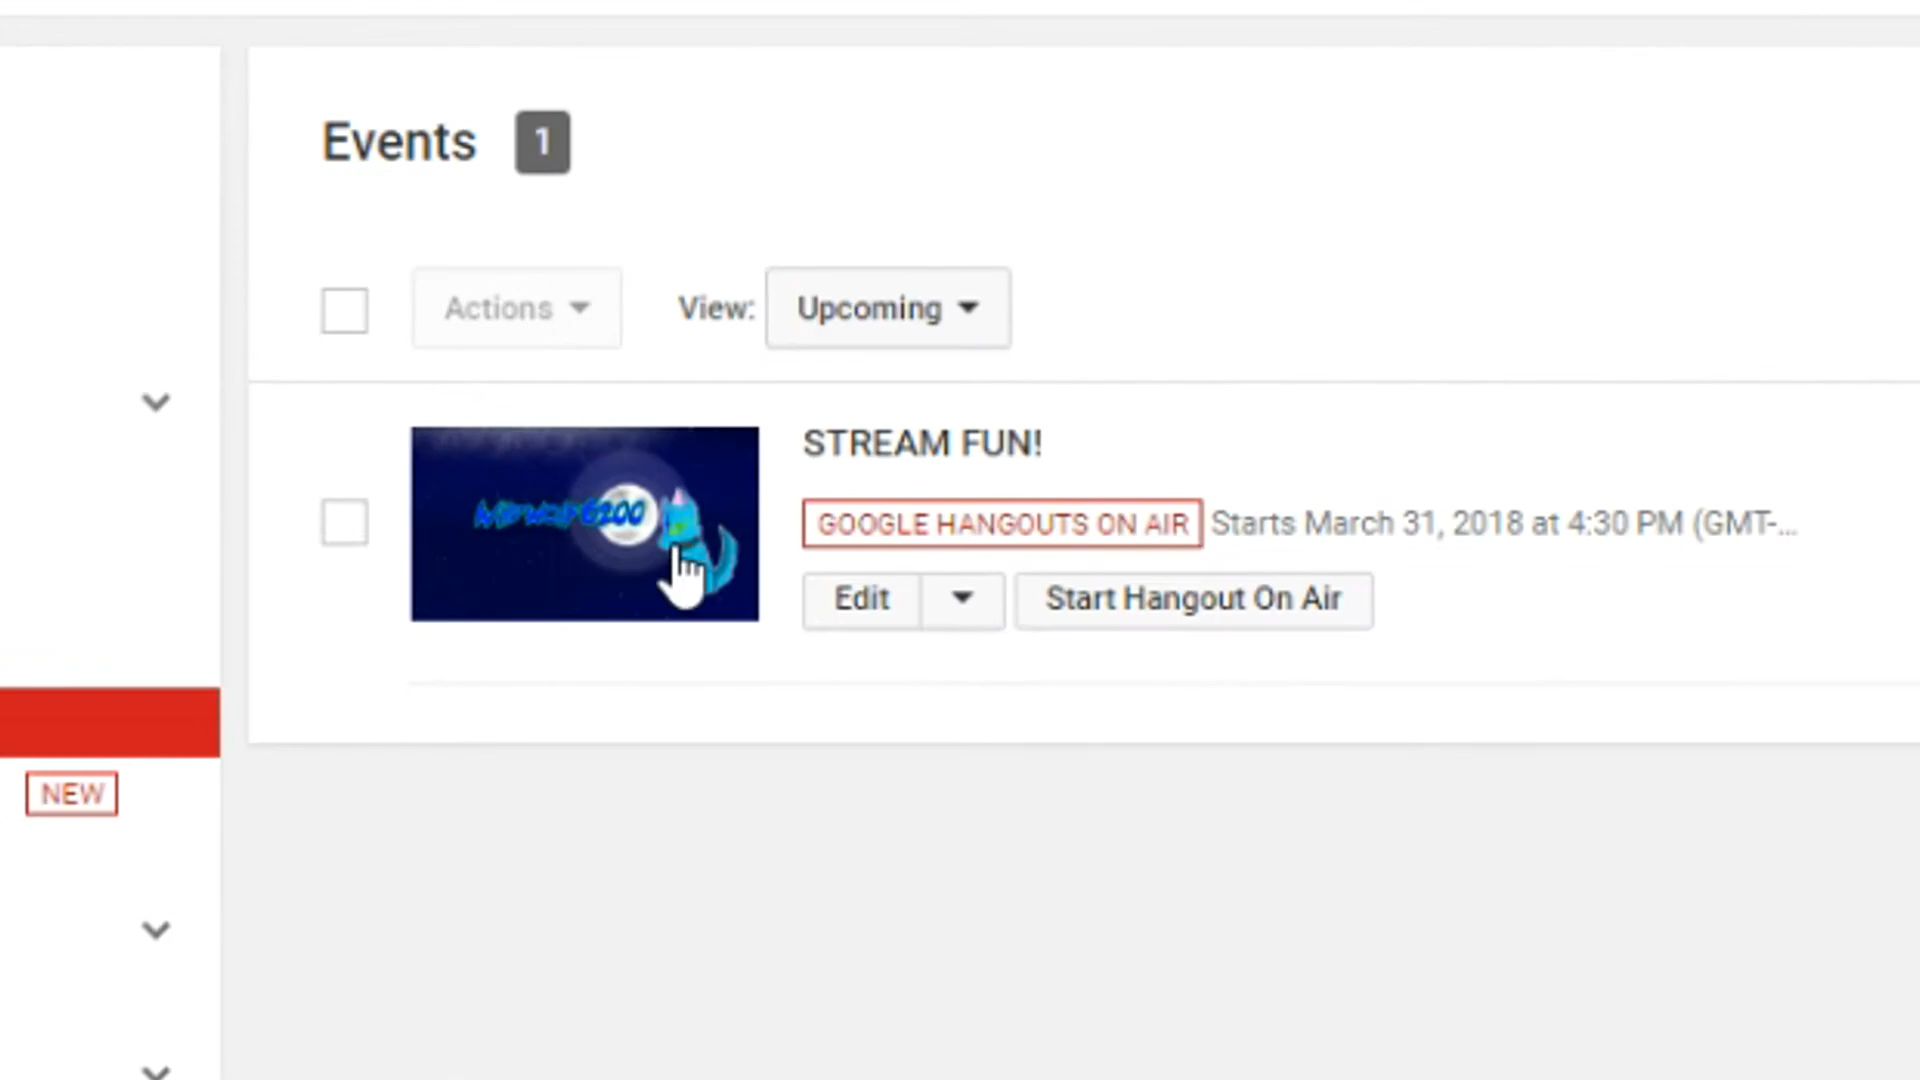 Events 1
Actions View: Upcoming
STREAM FUN!
GOOGLE HANGOUTS ON AIR Starts March 31, 2018 at 4:30 PM (GMT-...
Edit Start Hangout On Air
NEW